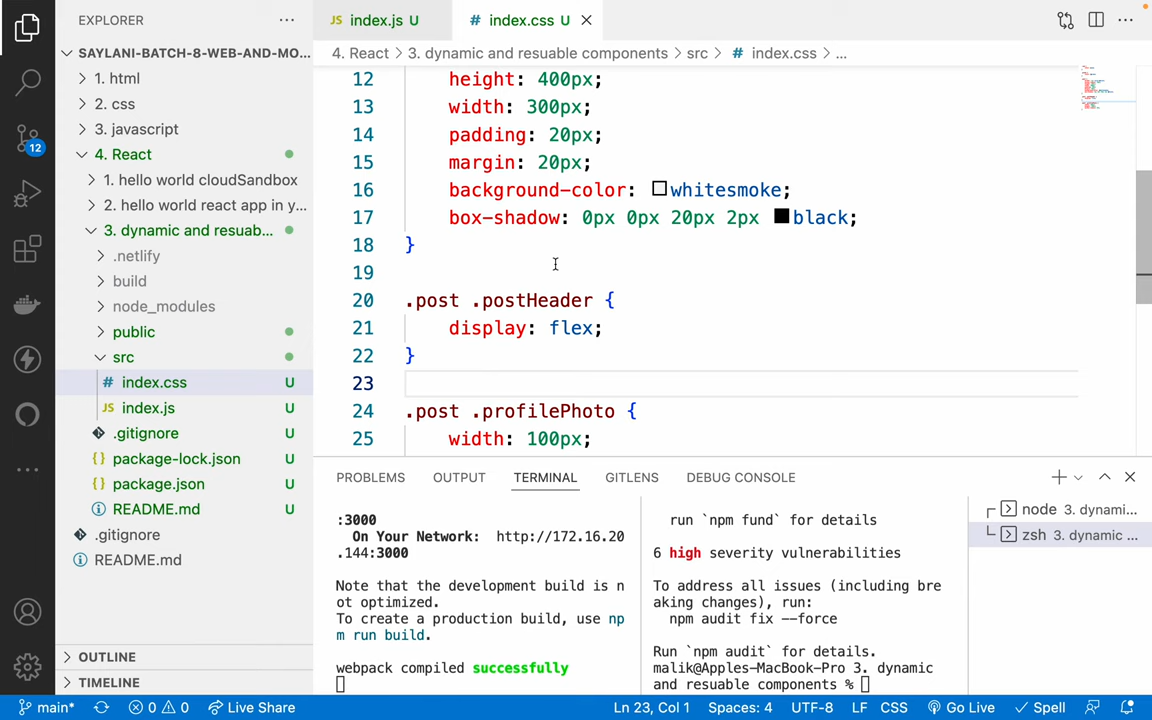 EXPLORER
SAYLANI-BATCH-8-WEB-AND-MO...
1. html
2. css
3. javascript
4. React
1. hello world cloudSandbox
2. hello world react app in y...
3. dynamic and resuab...
.netlify
build
node_modules
public
src
# index.css U
JS index.js U
.gitignore U
{} package-lock.json U
{} package.json U
README.md U
.gitignore
README.md
OUTLINE
TIMELINE
12
JS index.js U
# index.css U
4. React > 3. dynamic and resuable components > src > # index.css > ...
12 height: 400px;
13 width: 300px;
14 padding: 20px;
15 margin: 20px;
16 background-color: whitesmoke;
17 box-shadow: 0px 0px 20px 2px black;
18 }
19
20 .post .postHeader {
21 display: flex;
22 }
23
24 .post .profilePhoto {
25 width: 100px;
PROBLEMS OUTPUT TERMINAL GITLENS DEBUG CONSOLE
:3000
On Your Network: http://172.16.20
.144:3000
Note that the development build is n
ot optimized.
To create a production build, use np
m run build.
webpack compiled successfully
run `npm fund` for details
6 high severity vulnerabilities
To address all issues (including bre
aking changes), run:
npm audit fix --force
Run `npm audit` for details.
malik@Apples-MacBook-Pro 3. dynamic
and resuable components %
node 3. dynami...
zsh 3. dynamic ...
main* 0 0 Live Share Ln 23, Col 1 Spaces: 4 UTF-8 LF CSS Go Live Spell